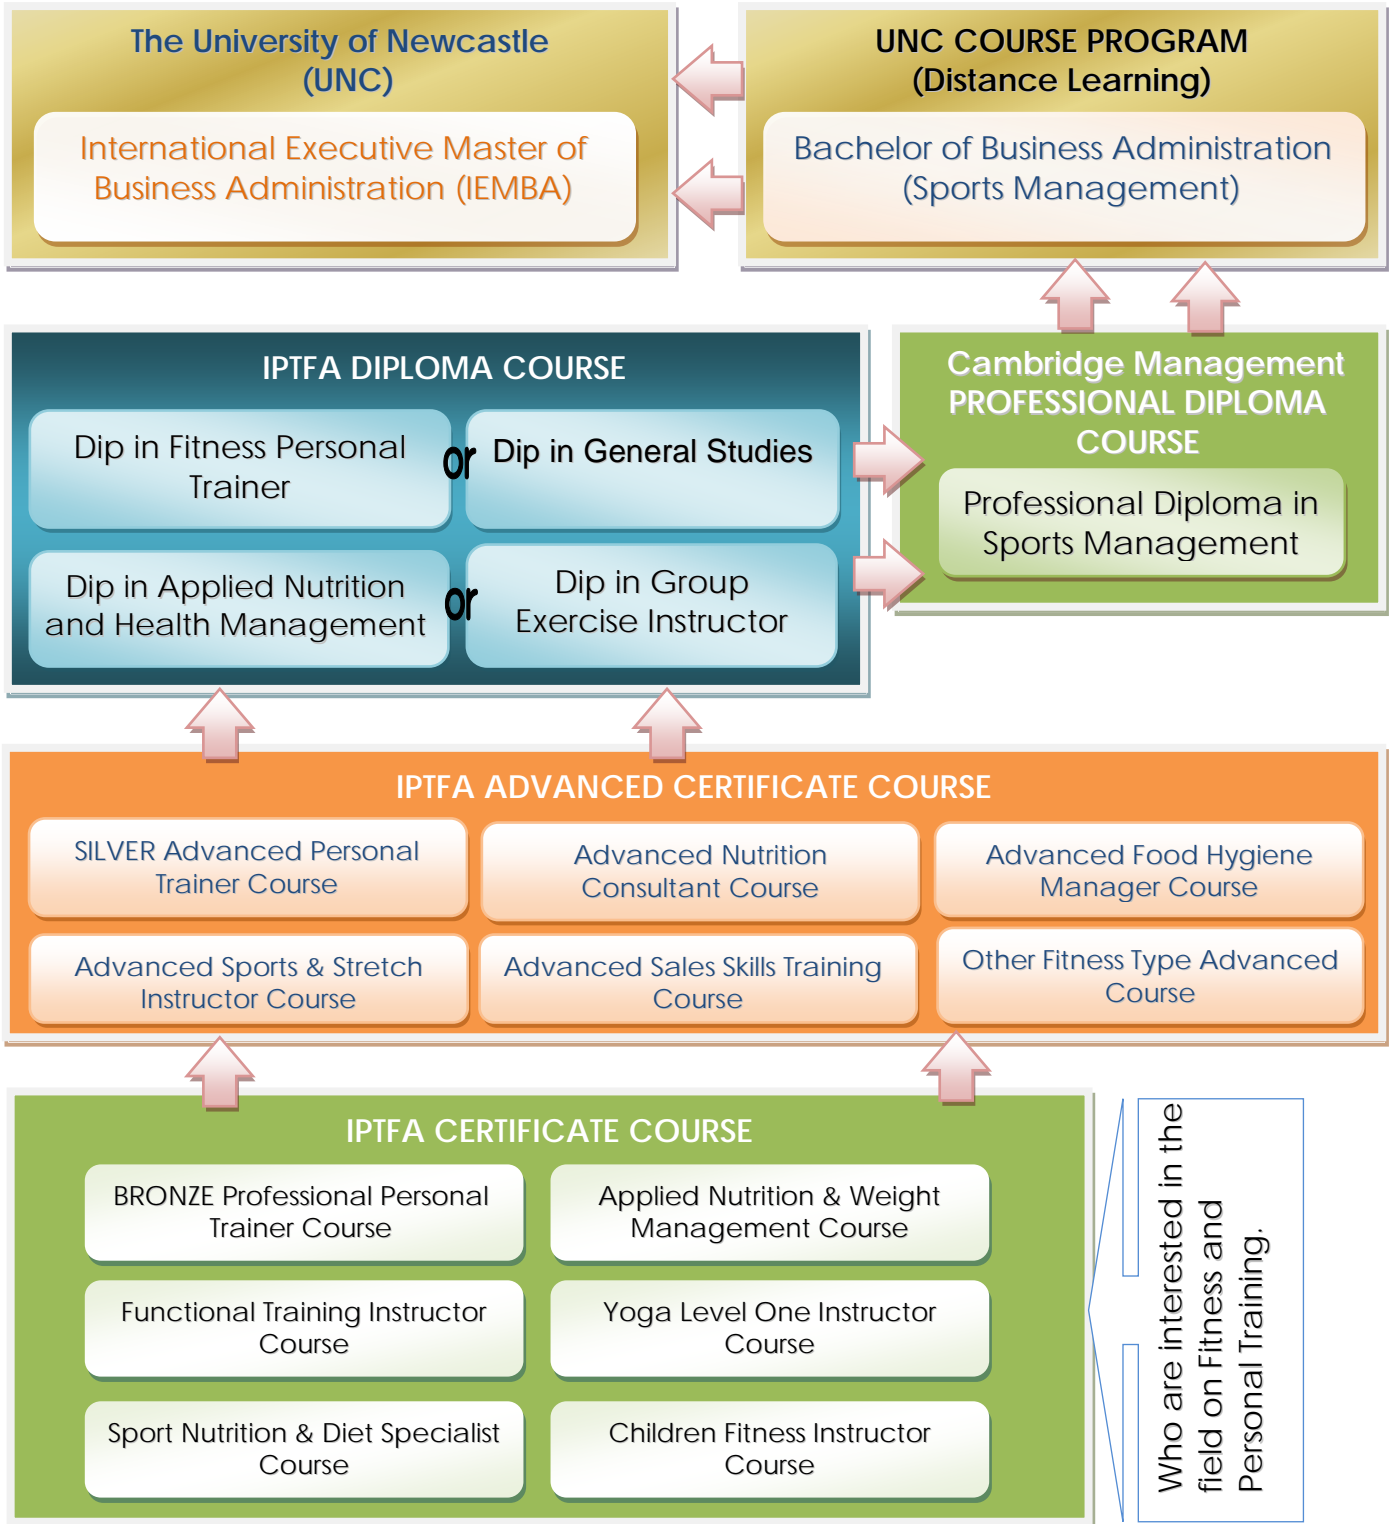 The University of Newcastle
(UNC)
International Executive Master of
Business Administration (IEMBA)
UNC COURSE PROGRAM
(Distance Learning)
Bachelor of Business Administration
(Sports Management)
IPTFA DIPLOMA COURSE
Dip in Fitness Personal
Trainer
or
Dip in General Studies
Dip in Applied Nutrition
and Health Management
or
Dip in Group
Exercise Instructor
Cambridge Management
PROFESSIONAL DIPLOMA
COURSE
Professional Diploma in
Sports Management
IPTFA ADVANCED CERTIFICATE COURSE
SILVER Advanced Personal
Trainer Course
Advanced Nutrition
Consultant Course
Advanced Food Hygiene
Manager Course
Advanced Sports & Stretch
Instructor Course
Advanced Sales Skills Training
Course
Other Fitness Type Advanced
Course
IPTFA CERTIFICATE COURSE
BRONZE Professional Personal
Trainer Course
Applied Nutrition & Weight
Management Course
Functional Training Instructor
Course
Yoga Level One Instructor
Course
Sport Nutrition & Diet Specialist
Course
Children Fitness Instructor
Course
Who are interested in the
field on Fitness and
Personal Training.